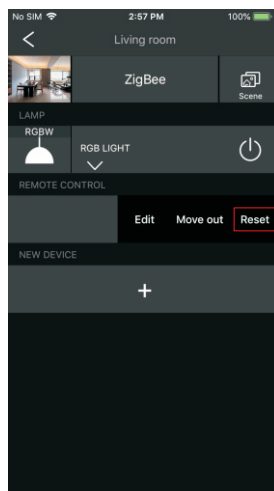 No SIM 2:57 PM 100%
Living room
ZigBee
Scene
LAMP
RGBW
RGB LIGHT
REMOTE CONTROL
Edit Move out Reset
NEW DEVICE
+